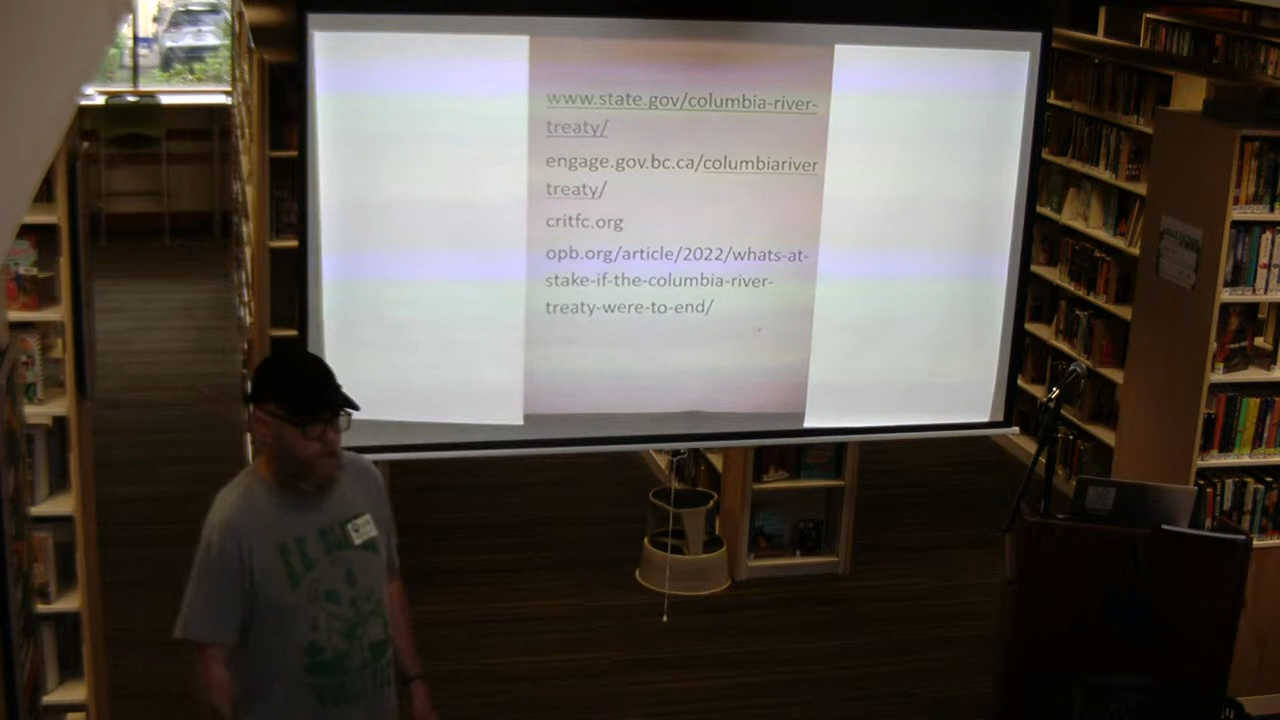 www.state.gov/columbia-river-
treaty/
engage.gov.bc.ca/columbiariver
treaty/
critfc.org
opb.org/article/2022/whats-at-
stake-if-the-columbia-river-
treaty-were-to-end/